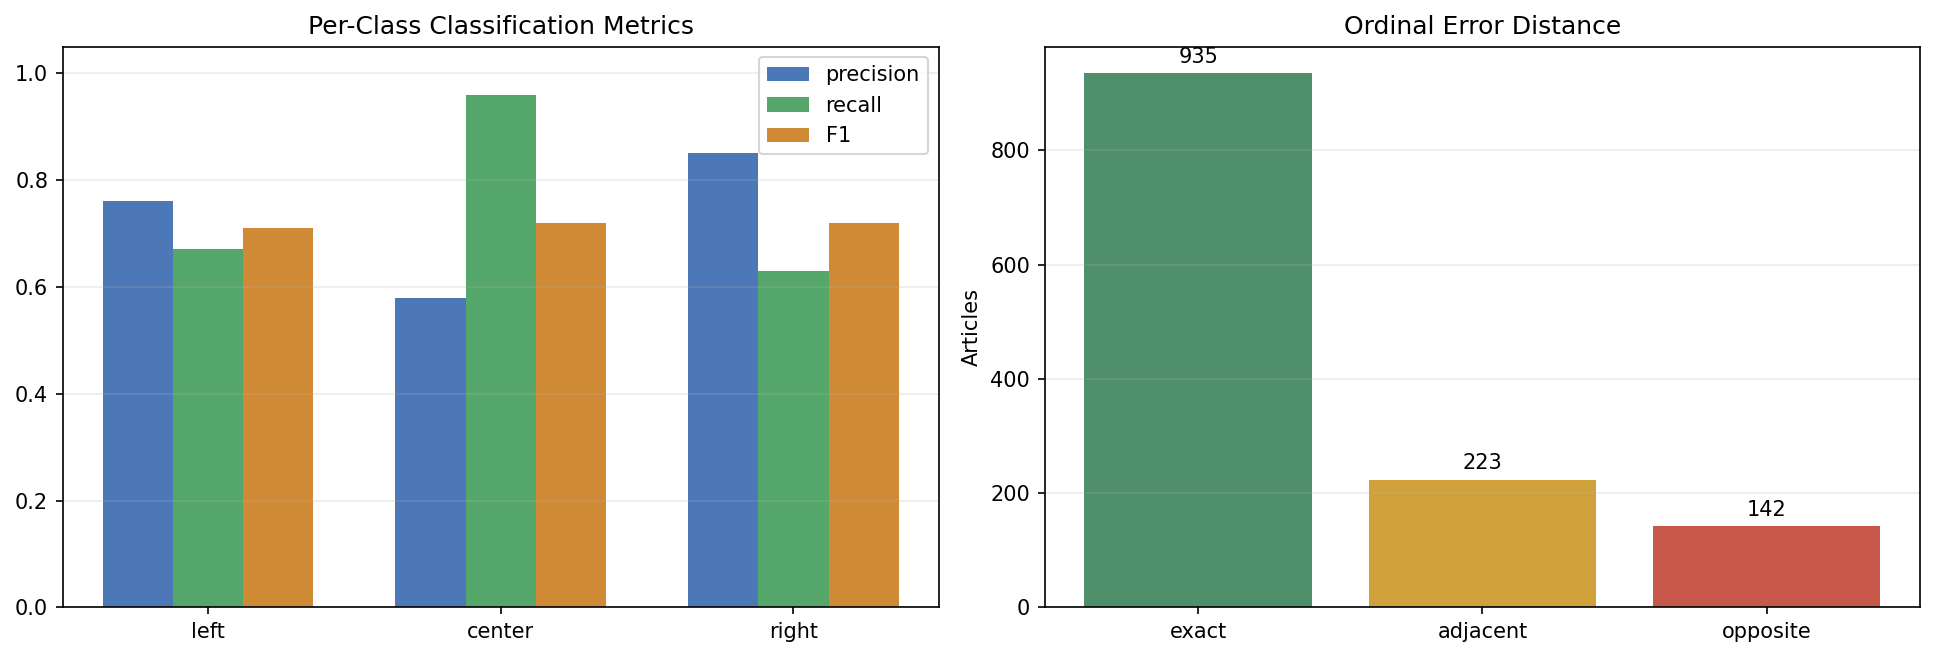 Per-Class Classification Metrics
1.0
0.8
0.6
0.4
0.2
0.0
precision
recall
F1
left
center
right
Ordinal Error Distance
Articles
800
600
400
200
0
935
223
142
exact
adjacent
opposite